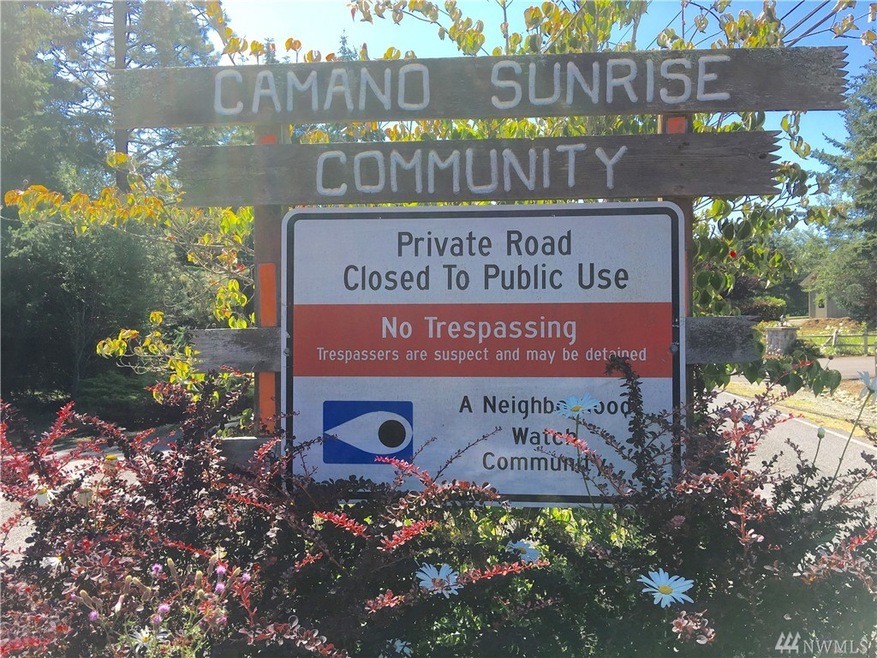 CAMANO SUNRISE
COMMUNITY
Private Road
Closed To Public Use
No Trespassing
Trespassers are suspect and may be detained
A Neighborhood
Watch
Community
NWMLS